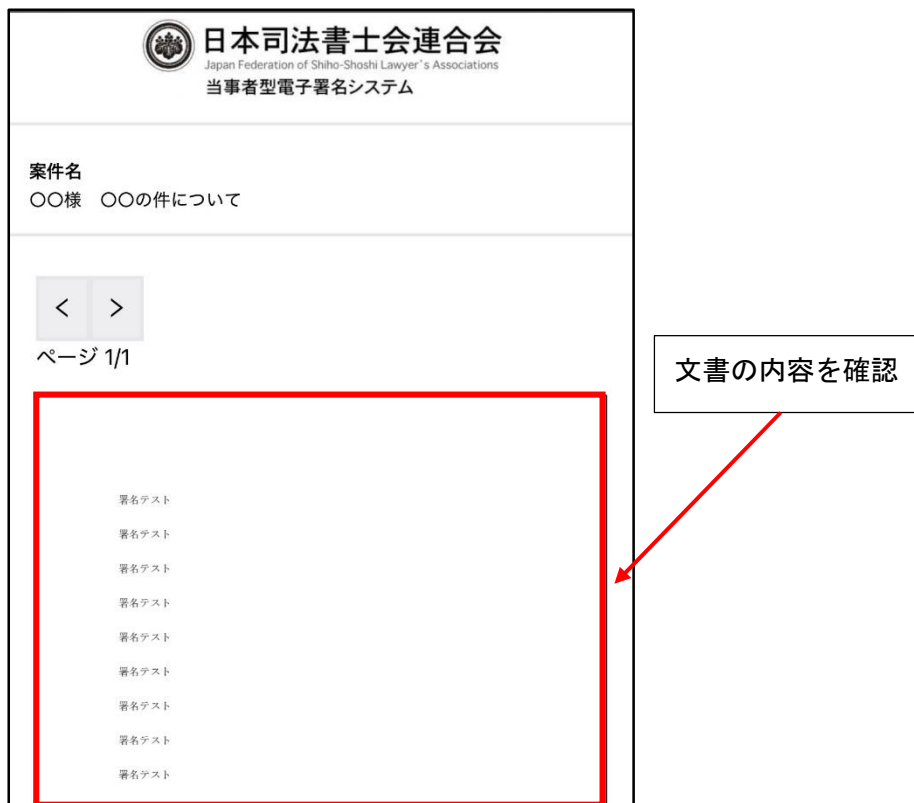 日本司法書士会連合会
Japan Federation of Shiho-Shoshi Lawyer's Associations
当事者型電子署名システム
案件名
〇〇様　〇〇の件について
< >
ページ 1/1
文書の内容を確認
署名テスト
署名テスト
署名テスト
署名テスト
署名テスト
署名テスト
署名テスト
署名テスト
署名テスト